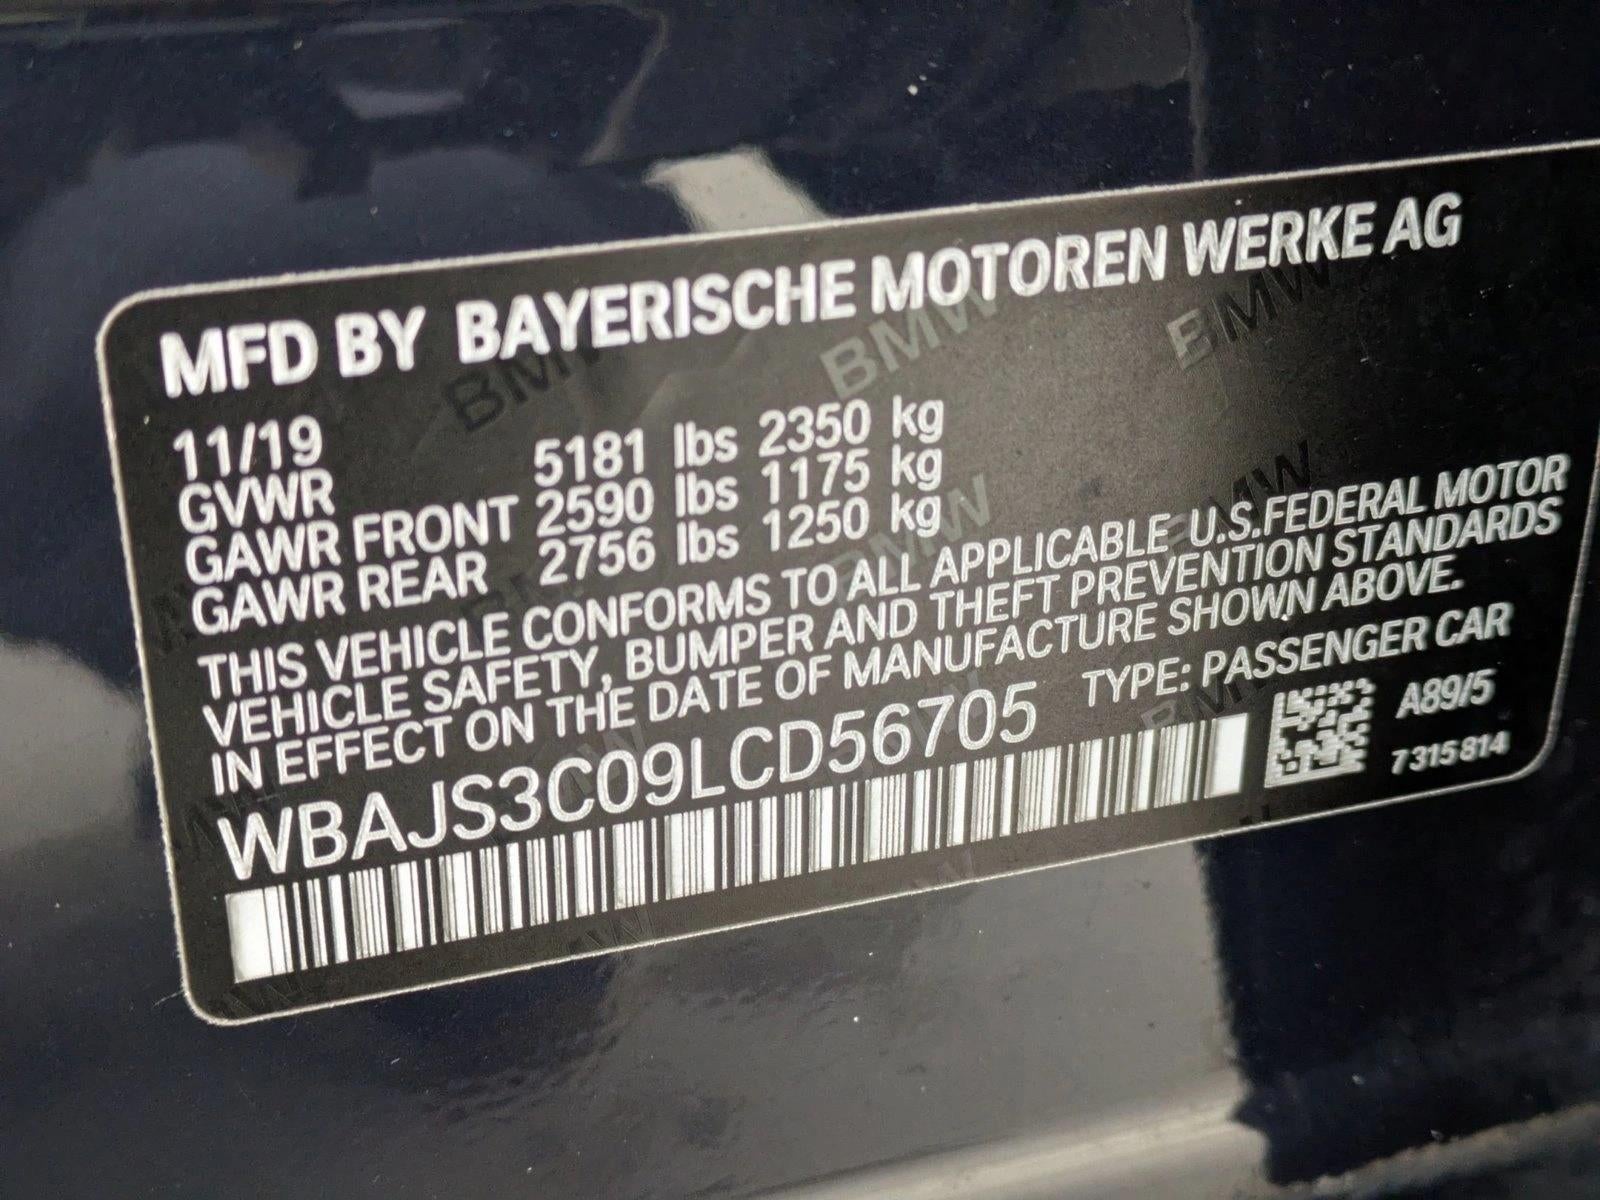 MFD BY BAYERISCHE MOTOREN WERKE AG
11/19
GVWR 5181 lbs 2350 kg
GAWR FRONT 2590 lbs 1175 kg
GAWR REAR 2756 lbs 1250 kg
THIS VEHICLE CONFORMS TO ALL APPLICABLE U.S.FEDERAL MOTOR
VEHICLE SAFETY, BUMPER AND THEFT PREVENTION STANDARDS
IN EFFECT ON THE DATE OF MANUFACTURE SHOWN ABOVE.
WBAJS3C09LCD56705 TYPE: PASSENGER CAR
A89/5
7315814